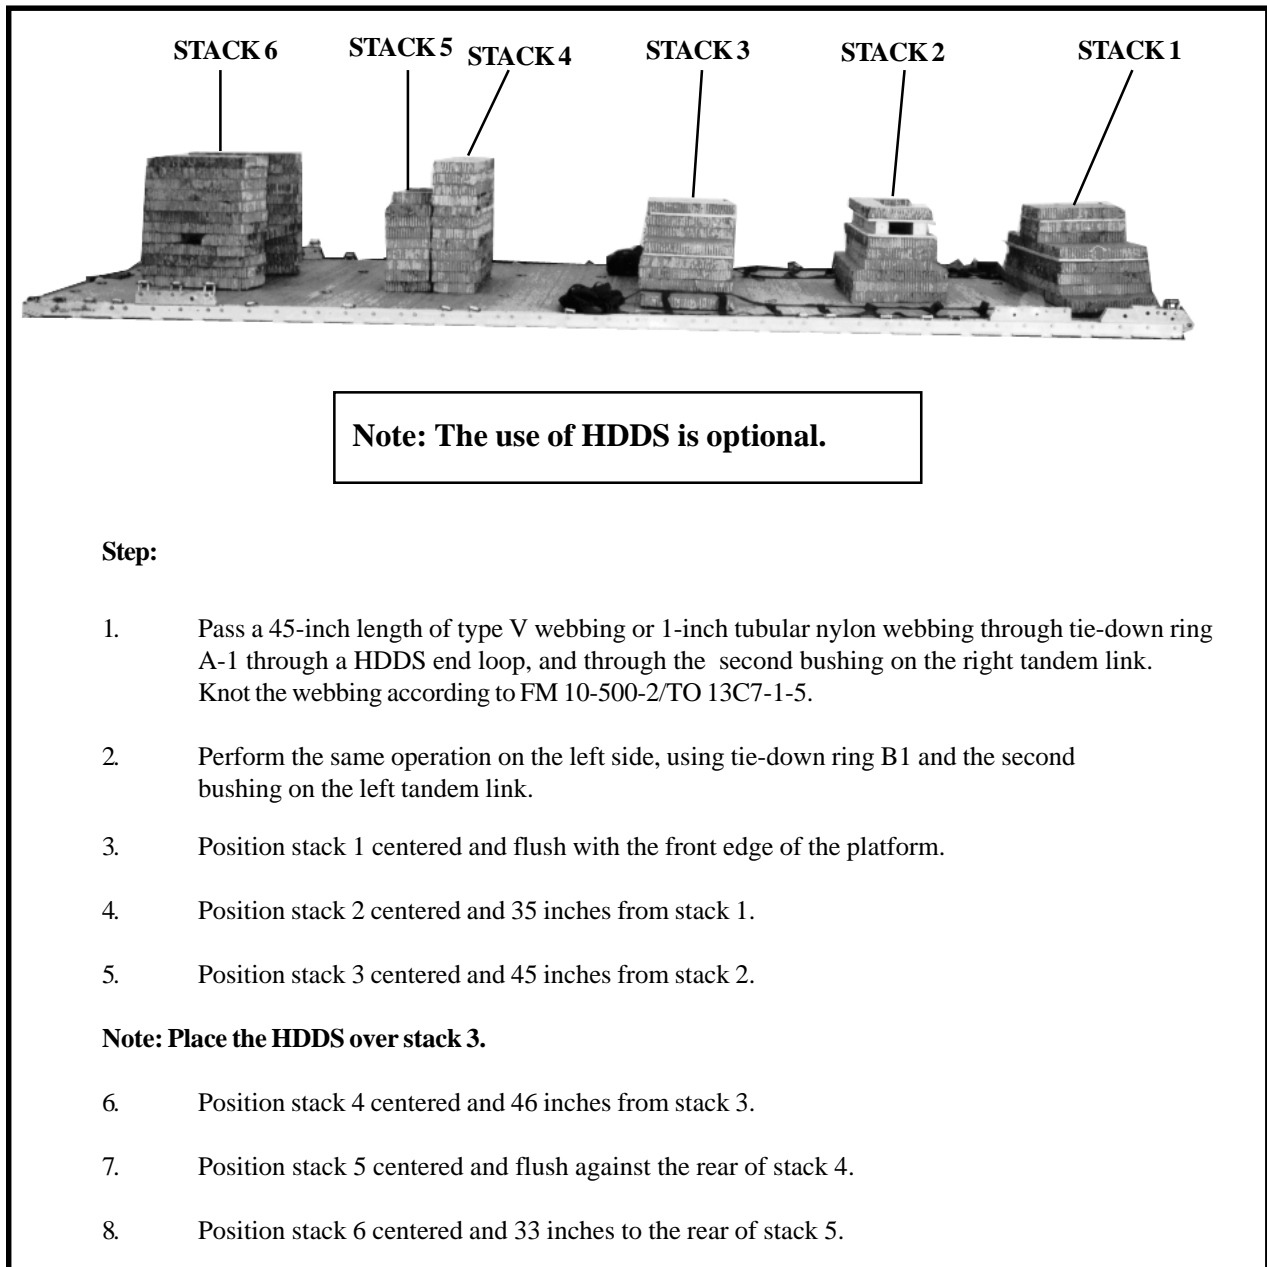 STACK 6 STACK 5 STACK 4 STACK 3 STACK 2 STACK 1
Note: The use of HDDS is optional.
Step:
1. Pass a 45-inch length of type V webbing or 1-inch tubular nylon webbing through tie-down ring
A-1 through a HDDS end loop, and through the second bushing on the right tandem link.
Knot the webbing according to FM 10-500-2/TO 13C7-1-5.
2. Perform the same operation on the left side, using tie-down ring B1 and the second
bushing on the left tandem link.
3. Position stack 1 centered and flush with the front edge of the platform.
4. Position stack 2 centered and 35 inches from stack 1.
5. Position stack 3 centered and 45 inches from stack 2.
Note: Place the HDDS over stack 3.
6. Position stack 4 centered and 46 inches from stack 3.
7. Position stack 5 centered and flush against the rear of stack 4.
8. Position stack 6 centered and 33 inches to the rear of stack 5.